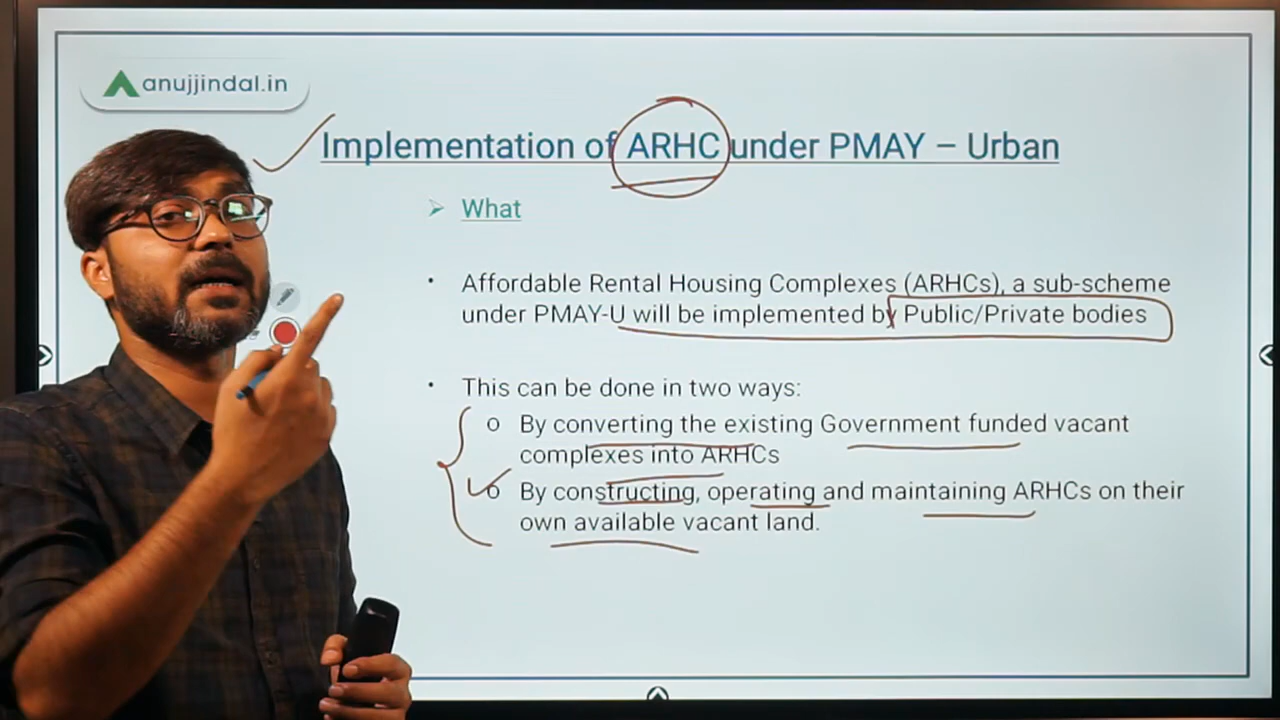 anujjindal.in
Implementation of ARHC under PMAY – Urban
➢ What
• Affordable Rental Housing Complexes (ARHCs), a sub-scheme
under PMAY-U will be implemented by Public/Private bodies
• This can be done in two ways:
o By converting the existing Government funded vacant
complexes into ARHCs
o By constructing, operating and maintaining ARHCs on their
own available vacant land.